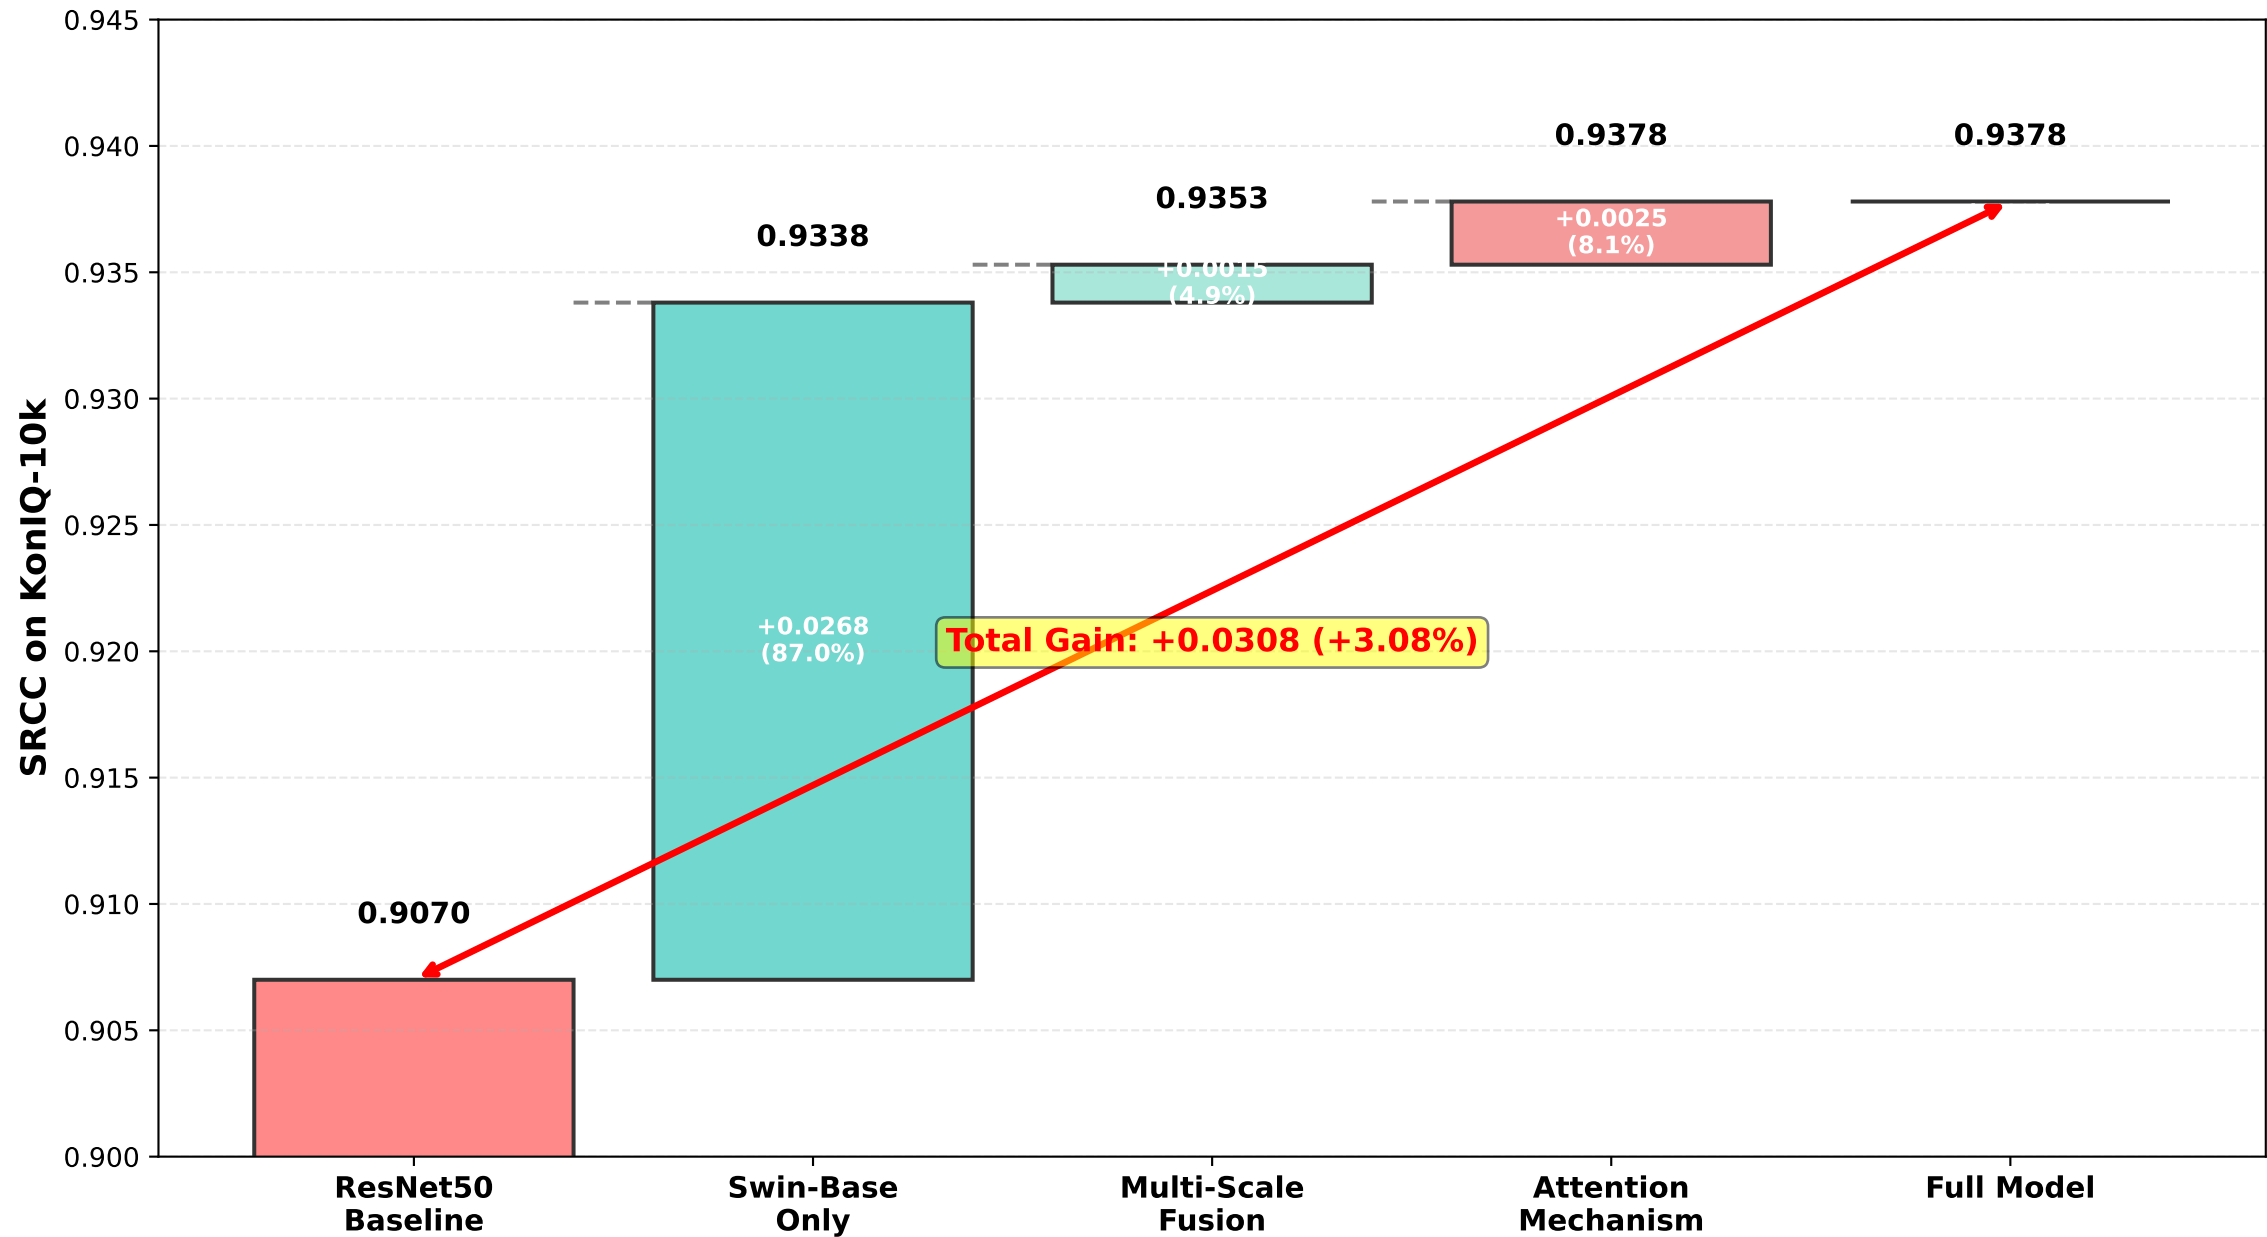 0.945
0.940
0.935
0.930
0.925
0.920
0.915
0.910
0.905
0.900
SRCC on KonIQ-10k
0.9070
0.9338
0.9353
0.9378
0.9378
+0.0268
(87.0%)
+0.0015
(4.9%)
+0.0025
(8.1%)
Total Gain: +0.0308 (+3.08%)
ResNet50
Baseline
Swin-Base
Only
Multi-Scale
Fusion
Attention
Mechanism
Full Model